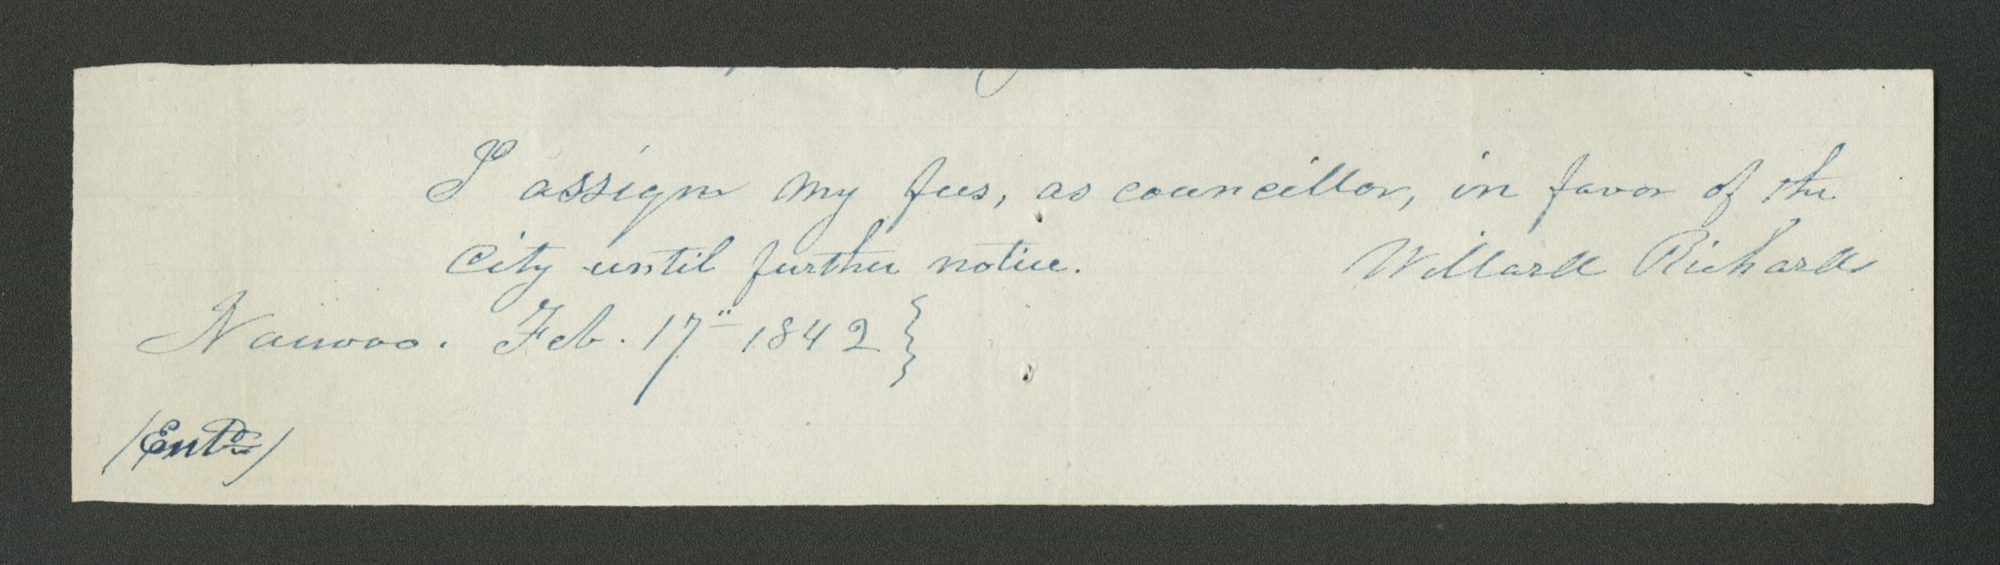 I assign my fees, as councillor, in favor of the
City until further notice. Willard Richards
Nauvoo. Feb. 17" 1842 }
(Entd)